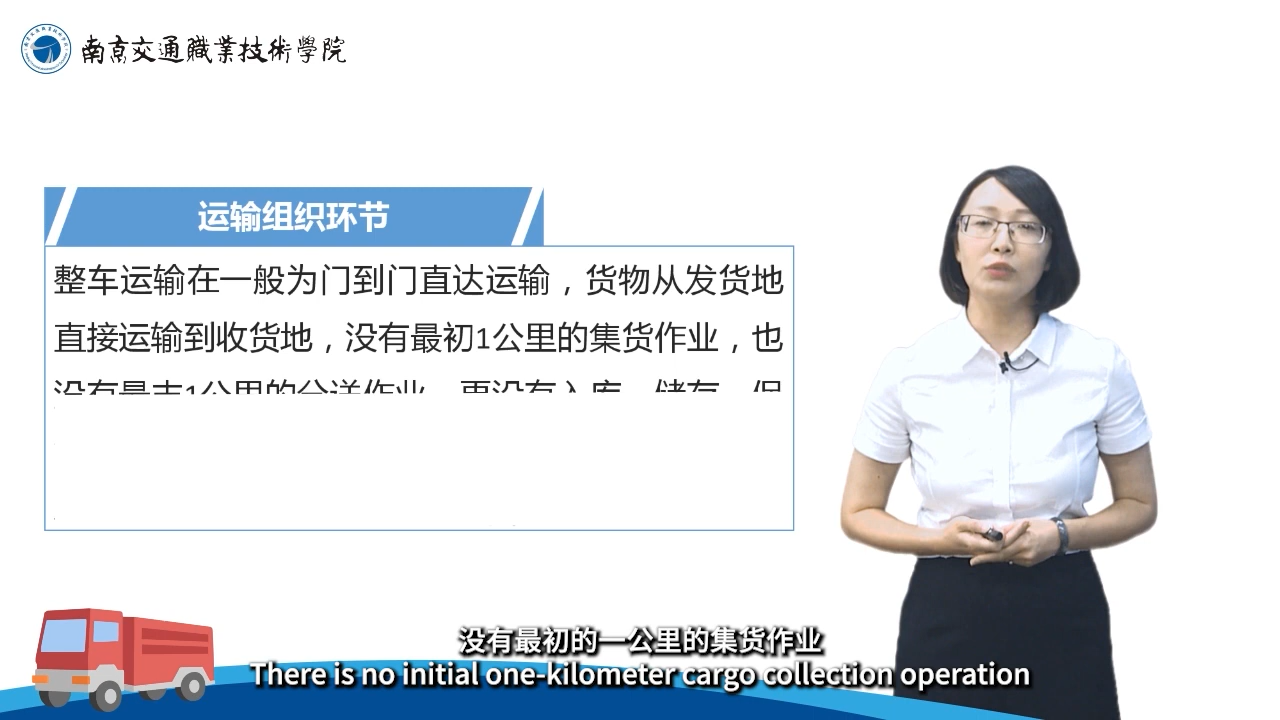 南京交通職業技術學院
运输组织环节
整车运输在一般为门到门直达运输，货物从发货地
直接运输到收货地，没有最初1公里的集货作业，也
没有最初的一公里的集货作业
There is no initial one-kilometer cargo collection operation